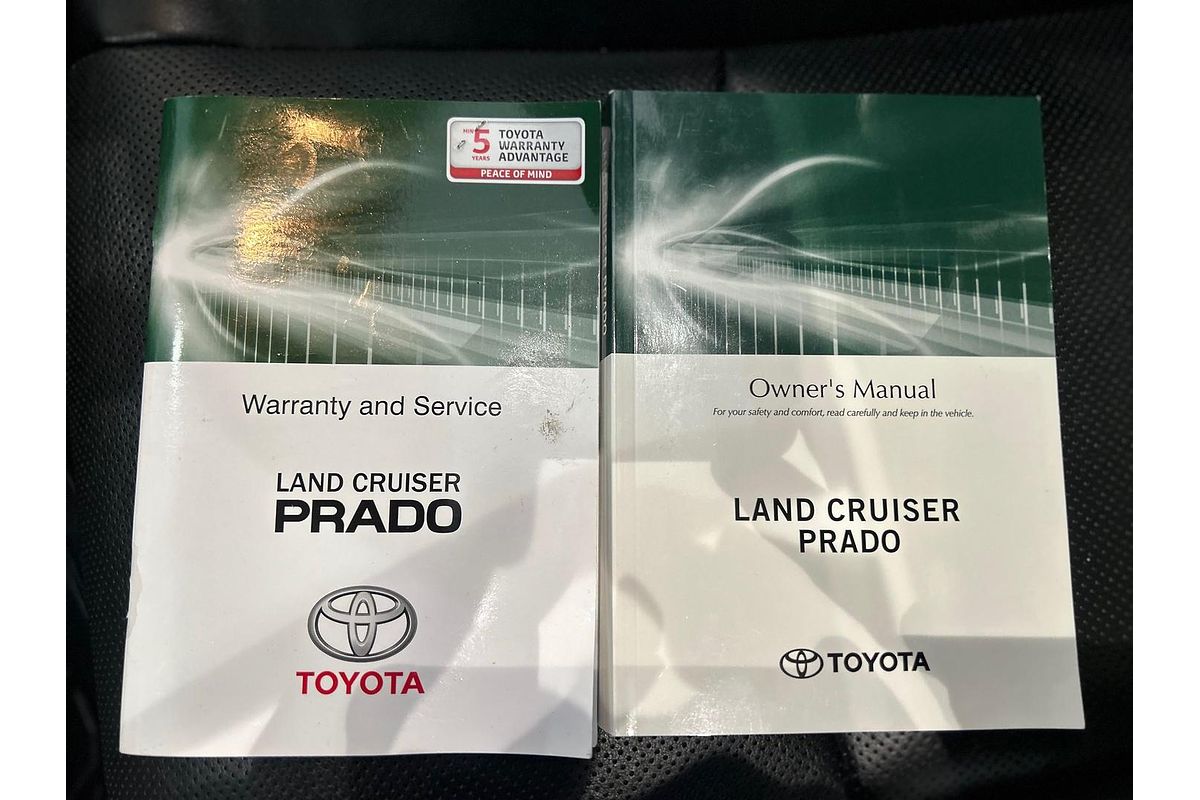 MIN 5 YEARS
TOYOTA
WARRANTY
ADVANTAGE
PEACE OF MIND
Warranty and Service
LAND CRUISER
PRADO
TOYOTA
Owner's Manual
For your safety and comfort, read carefully and keep in the vehicle.
LAND CRUISER
PRADO
TOYOTA